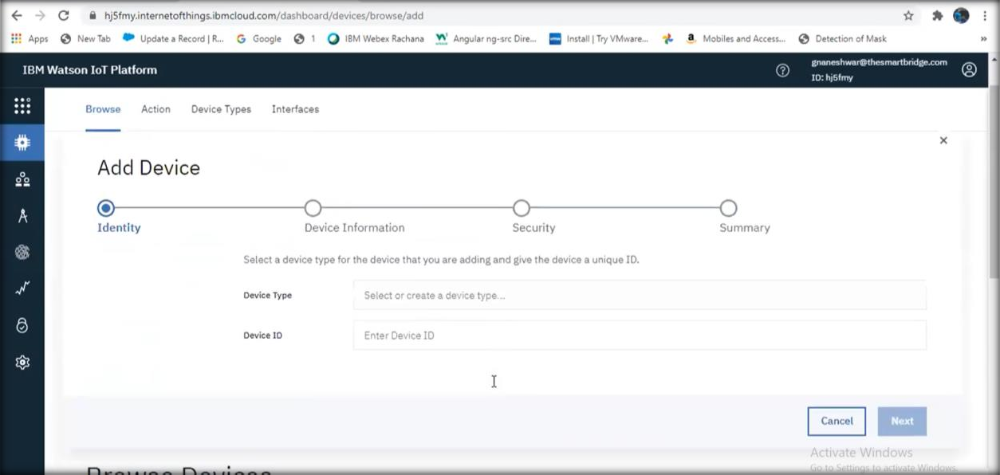 hj5fmy.internetofthings.ibmcloud.com/dashboard/devices/browse/add
Apps New Tab Update a Record | R... Google 1 IBM Webex Rachana Angular ng-src Dire... Install | Try VMware... Mobiles and Access... Detection of Mask »
IBM Watson IoT Platform
gnaneshwar@thesmartbridge.com
ID: hj5fmy
Browse Action Device Types Interfaces
Add Device
Identity Device Information Security Summary
Select a device type for the device that you are adding and give the device a unique ID.
Device Type Select or create a device type...
Device ID Enter Device ID
Cancel Next
Activate Windows
Go to Settings to activate Windows.
Browse Devices